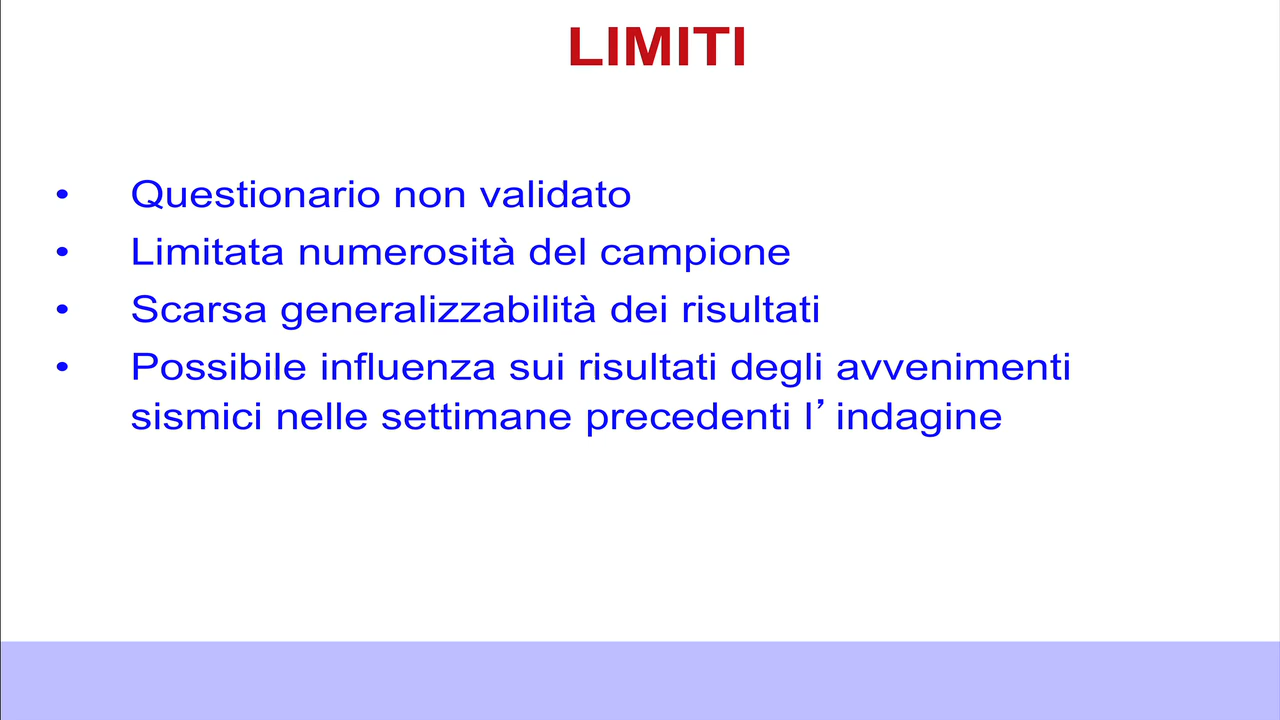 LIMITI
• Questionario non validato
• Limitata numerosità del campione
• Scarsa generalizzabilità dei risultati
• Possibile influenza sui risultati degli avvenimenti
sismici nelle settimane precedenti l’indagine